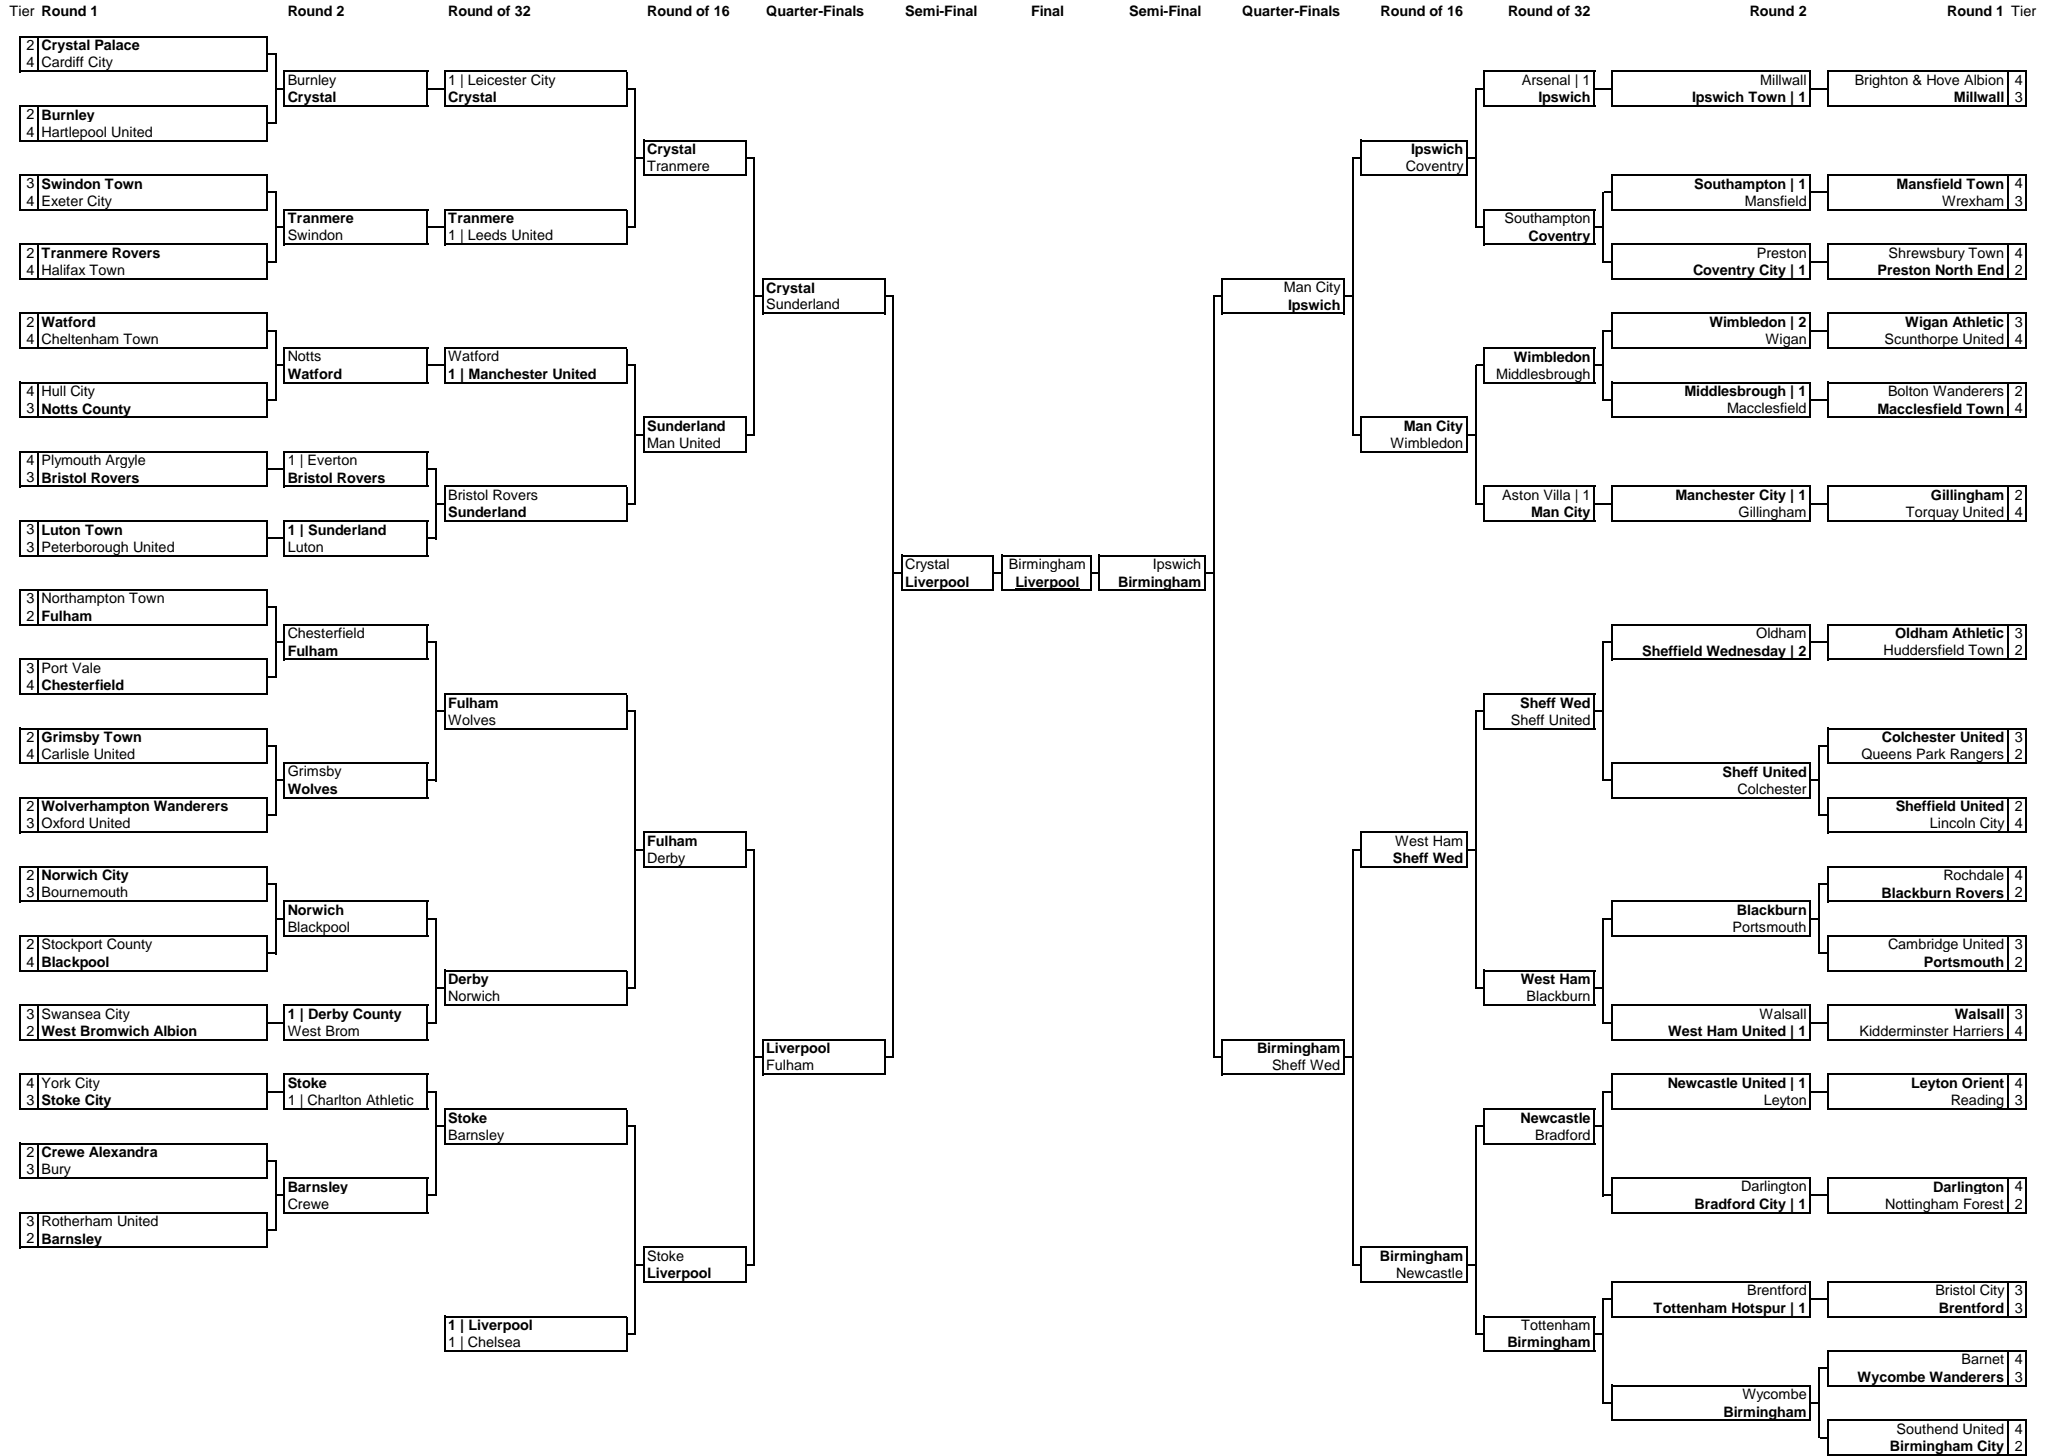 Tier Round 1 Round 2 Round of 32 Round of 16 Quarter-Finals Semi-Final Final Semi-Final Quarter-Finals Round of 16 Round of 32 Round 2 Round 1 Tier
2 Crystal Palace
4 Cardiff City
2 Burnley
4 Hartlepool United
3 Swindon Town
4 Exeter City
2 Tranmere Rovers
4 Halifax Town
2 Watford
4 Cheltenham Town
4 Hull City
3 Notts County
4 Plymouth Argyle
3 Bristol Rovers
3 Luton Town
3 Peterborough United
3 Northampton Town
2 Fulham
3 Port Vale
4 Chesterfield
2 Grimsby Town
4 Carlisle United
2 Wolverhampton Wanderers
3 Oxford United
2 Norwich City
3 Bournemouth
2 Stockport County
4 Blackpool
3 Swansea City
2 West Bromwich Albion
4 York City
3 Stoke City
2 Crewe Alexandra
3 Bury
3 Rotherham United
2 Barnsley
Burnley
Crystal
Tranmere
Swindon
Notts
Watford
1 | Everton
Bristol Rovers
1 | Sunderland
Luton
Chesterfield
Fulham
Grimsby
Wolves
Norwich
Blackpool
1 | Derby County
West Brom
Stoke
1 | Charlton Athletic
Barnsley
Crewe
1 | Leicester City
Crystal
Tranmere
1 | Leeds United
Watford
1 | Manchester United
Bristol Rovers
Sunderland
Fulham
Wolves
Derby
Norwich
Stoke
Barnsley
1 | Liverpool
1 | Chelsea
Crystal
Tranmere
Sunderland
Man United
Fulham
Derby
Stoke
Liverpool
Crystal
Sunderland
Liverpool
Fulham
Crystal
Liverpool
Birmingham
Liverpool
Ipswich
Birmingham
Man City
Ipswich
Birmingham
Sheff Wed
Ipswich
Coventry
Man City
Wimbledon
West Ham
Sheff Wed
Birmingham
Newcastle
Arsenal | 1
Ipswich
Southampton
Coventry
Wimbledon
Middlesbrough
Aston Villa | 1
Man City
Sheff Wed
Sheff United
West Ham
Blackburn
Newcastle
Bradford
Tottenham
Birmingham
Millwall
Ipswich Town | 1
Southampton | 1
Mansfield
Preston
Coventry City | 1
Wimbledon | 2
Wigan
Middlesbrough | 1
Macclesfield
Manchester City | 1
Gillingham
Oldham
Sheffield Wednesday | 2
Sheff United
Colchester
Blackburn
Portsmouth
Walsall
West Ham United | 1
Newcastle United | 1
Leyton
Darlington
Bradford City | 1
Brentford
Tottenham Hotspur | 1
Wycombe
Birmingham
Brighton & Hove Albion 4
Millwall 3
Mansfield Town 4
Wrexham 3
Shrewsbury Town 4
Preston North End 2
Wigan Athletic 3
Scunthorpe United 4
Bolton Wanderers 2
Macclesfield Town 4
Gillingham 2
Torquay United 4
Oldham Athletic 3
Huddersfield Town 2
Colchester United 3
Queens Park Rangers 2
Sheffield United 2
Lincoln City 4
Rochdale 4
Blackburn Rovers 2
Cambridge United 3
Portsmouth 2
Walsall 3
Kidderminster Harriers 4
Leyton Orient 4
Reading 3
Darlington 4
Nottingham Forest 2
Bristol City 3
Brentford 3
Barnet 4
Wycombe Wanderers 3
Southend United 4
Birmingham City 2